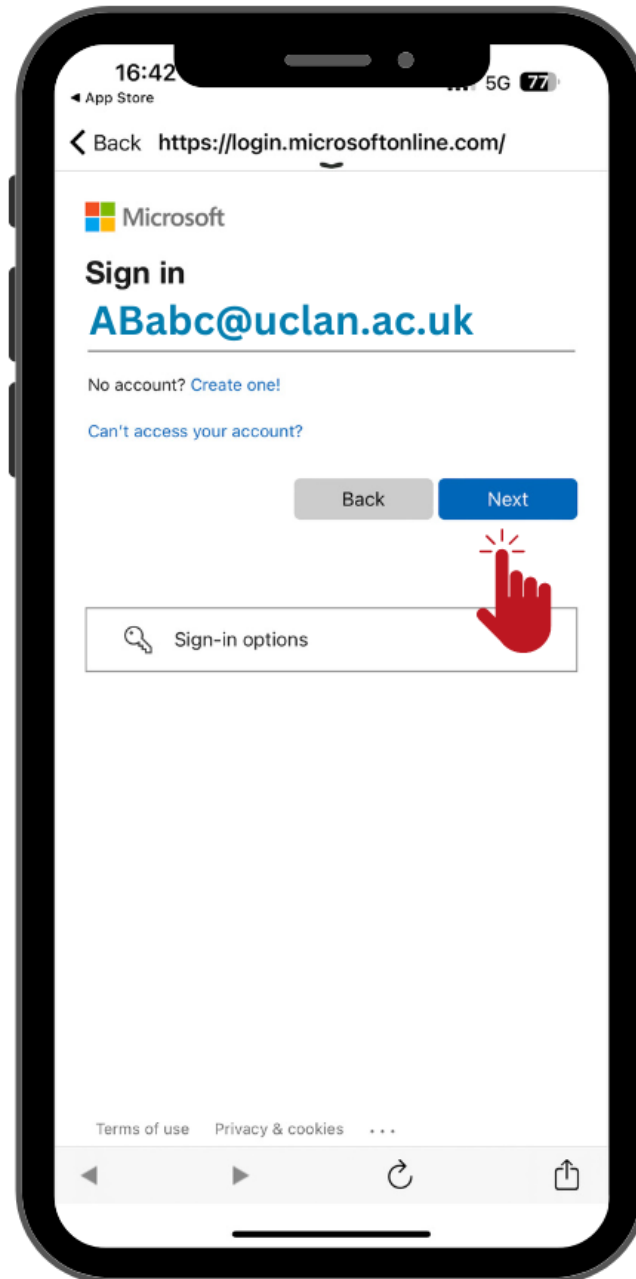 16:42 5G 77
◀ App Store
Back https://login.microsoftonline.com/
Microsoft
Sign in
ABabc@uclan.ac.uk
No account? Create one!
Can't access your account?
Back Next
Sign-in options
Terms of use Privacy & cookies ...